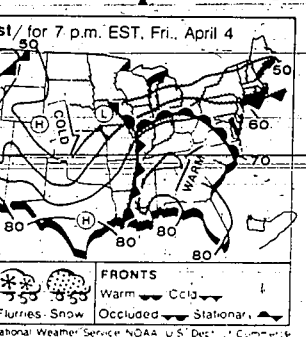 st/for 7 p.m. EST, Fri., April 4
50
50
L
H
COLD
60
WARM
70
H
80
80
80
80
FRONTS
Warm Cold
Flurries Snow Occluded Stationary
ational Weather Service NOAA U.S. Dept. of Commerce